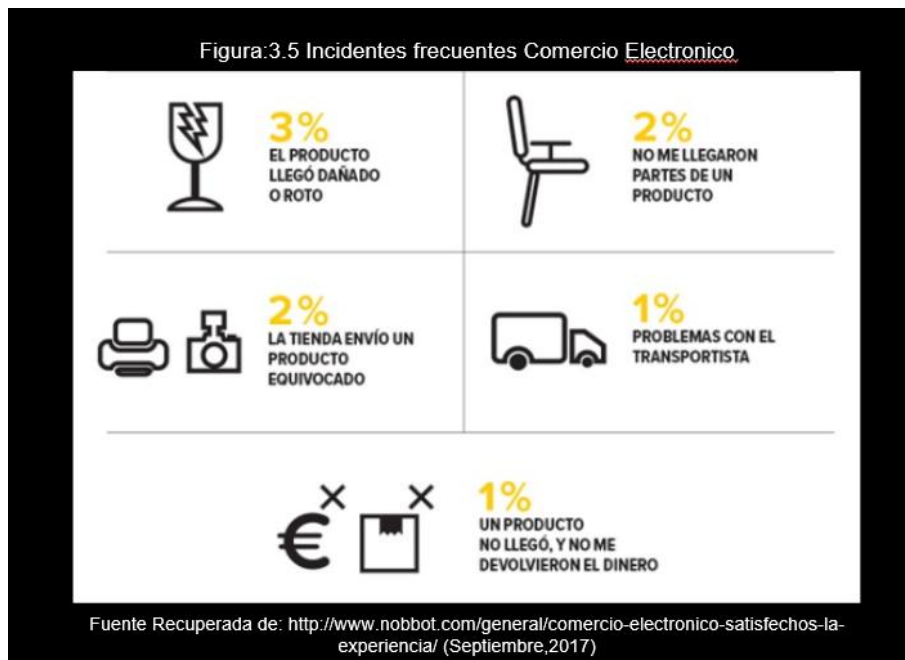 Figura:3.5 Incidentes frecuentes Comercio Electronico
3%
EL PRODUCTO
LLEGÓ DAÑADO
O ROTO
2%
NO ME LLEGARON
PARTES DE UN
PRODUCTO
2%
LA TIENDA ENVÍO UN
PRODUCTO
EQUIVOCADO
1%
PROBLEMAS CON EL
TRANSPORTISTA
1%
UN PRODUCTO
NO LLEGÓ, Y NO ME
DEVOLVIERON EL DINERO
Fuente Recuperada de: http://www.nobbot.com/general/comercio-electronico-satisfechos-la-
experiencia/ (Septiembre,2017)